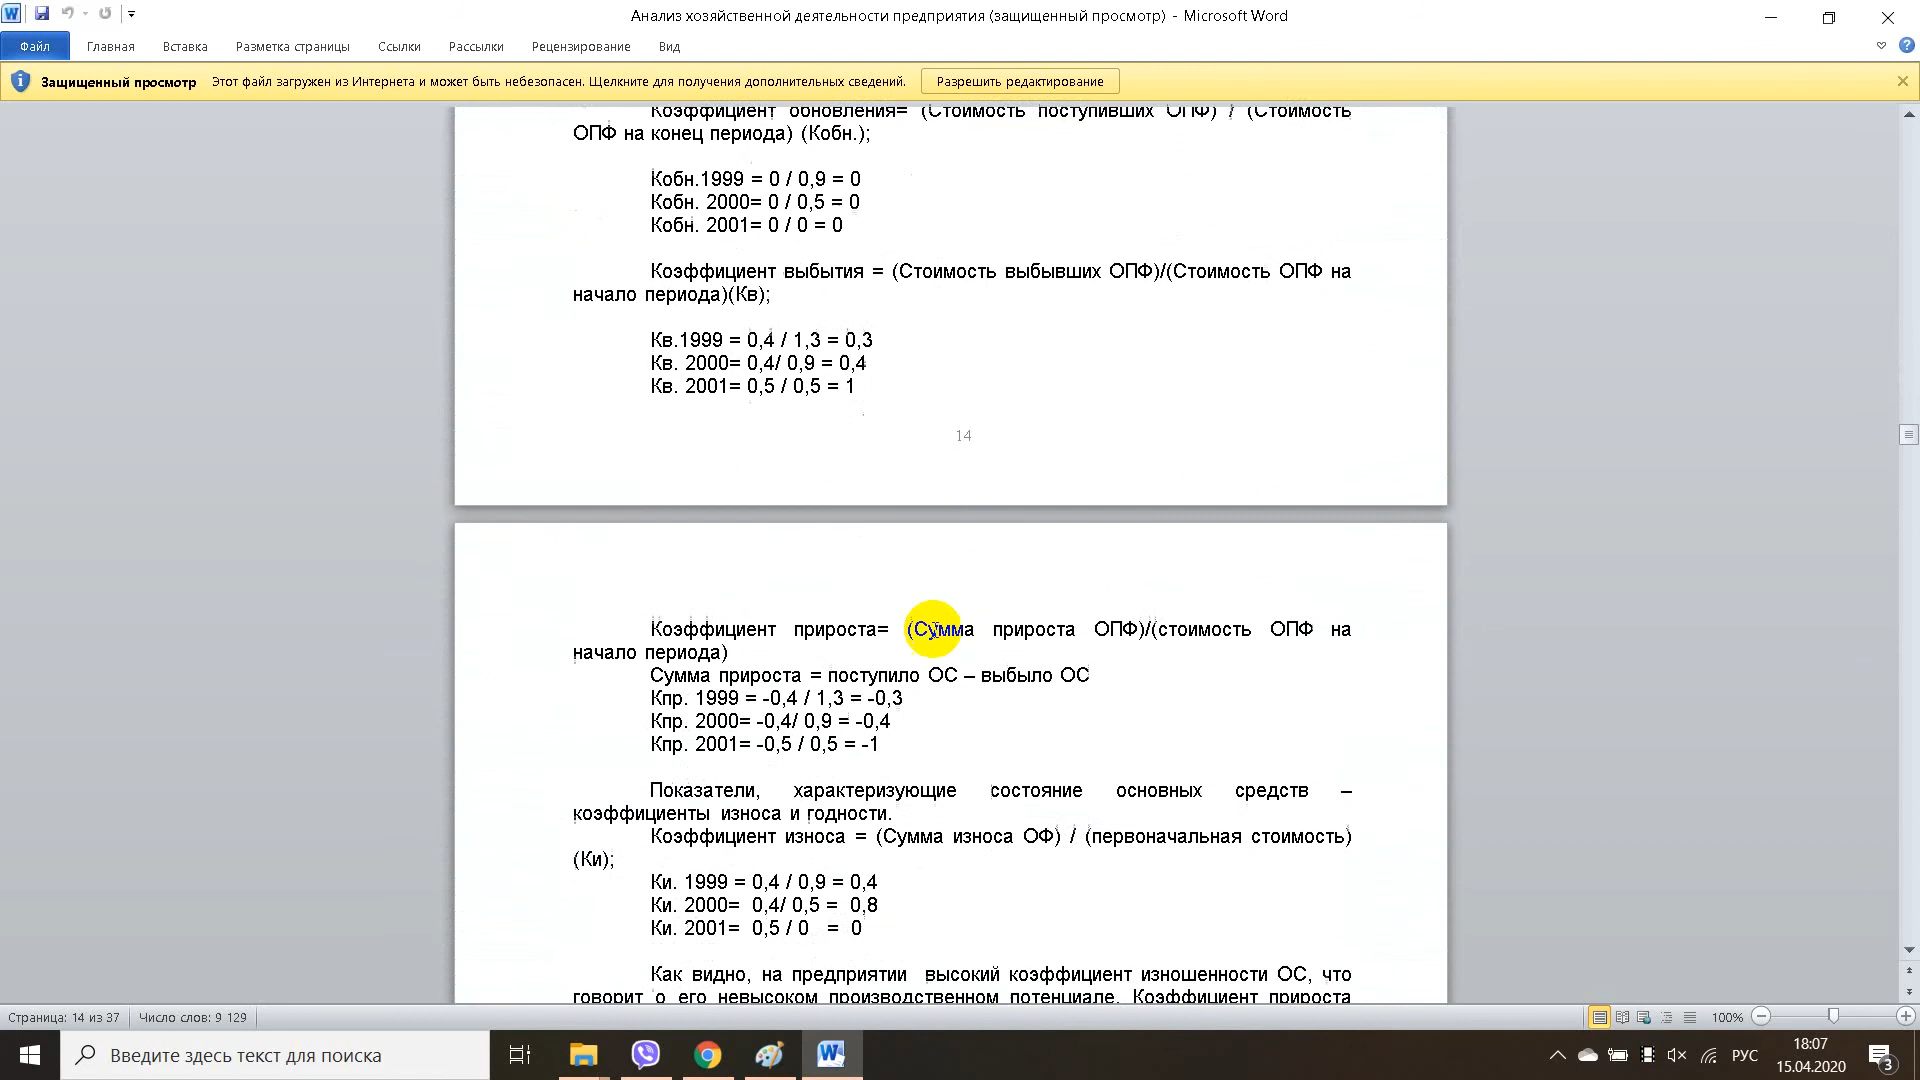 Анализ хозяйственной деятельности предприятия (защищенный просмотр) - Microsoft Word
Файл Главная Вставка Разметка страницы Ссылки Рассылки Рецензирование Вид
Защищенный просмотр Этот файл загружен из Интернета и может быть небезопасен. Щелкните для получения дополнительных сведений. Разрешить редактирование
Коэффициент обновления= (Стоимость поступивших ОПФ) / (Стоимость
ОПФ на конец периода) (Кобн.);
Кобн.1999 = 0 / 0,9 = 0
Кобн. 2000= 0 / 0,5 = 0
Кобн. 2001= 0 / 0 = 0
Коэффициент выбытия = (Стоимость выбывших ОПФ)/(Стоимость ОПФ на
начало периода)(Кв);
Кв.1999 = 0,4 / 1,3 = 0,3
Кв. 2000= 0,4/ 0,9 = 0,4
Кв. 2001= 0,5 / 0,5 = 1
14
Коэффициент прироста= (Сумма прироста ОПФ)/(стоимость ОПФ на
начало периода)
Сумма прироста = поступило ОС – выбыло ОС
Кпр. 1999 = -0,4 / 1,3 = -0,3
Кпр. 2000= -0,4/ 0,9 = -0,4
Кпр. 2001= -0,5 / 0,5 = -1
Показатели, характеризующие состояние основных средств –
коэффициенты износа и годности.
Коэффициент износа = (Сумма износа ОФ) / (первоначальная стоимость)
(Ки);
Ки. 1999 = 0,4 / 0,9 = 0,4
Ки. 2000= 0,4/ 0,5 = 0,8
Ки. 2001= 0,5 / 0 = 0
Как видно, на предприятии высокий коэффициент изношенности ОС, что
говорит о его невысоком производственном потенциале. Коэффициент прироста
Страница: 14 из 37 Число слов: 9 129 100%
Введите здесь текст для поиска РУС 18:07
15.04.2020 3